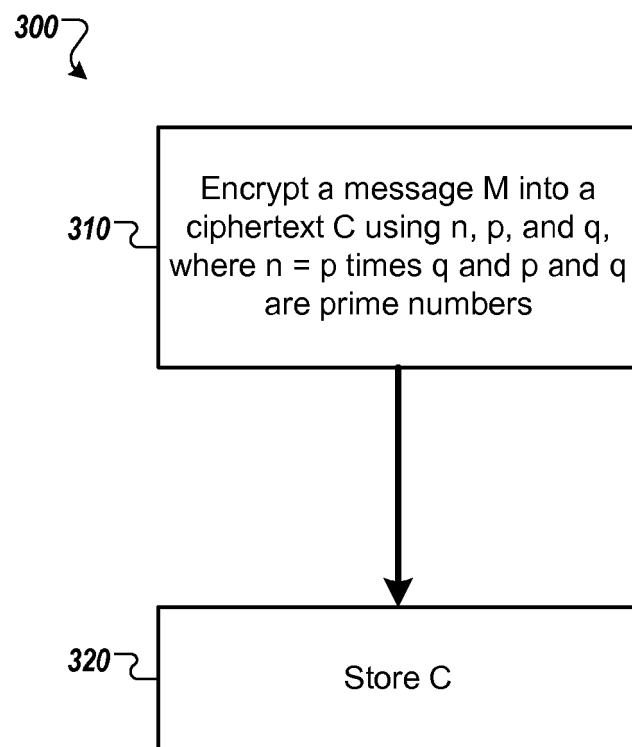 300
310
Encrypt a message M into a
ciphertext C using n, p, and q,
where n = p times q and p and q
are prime numbers
320
Store C